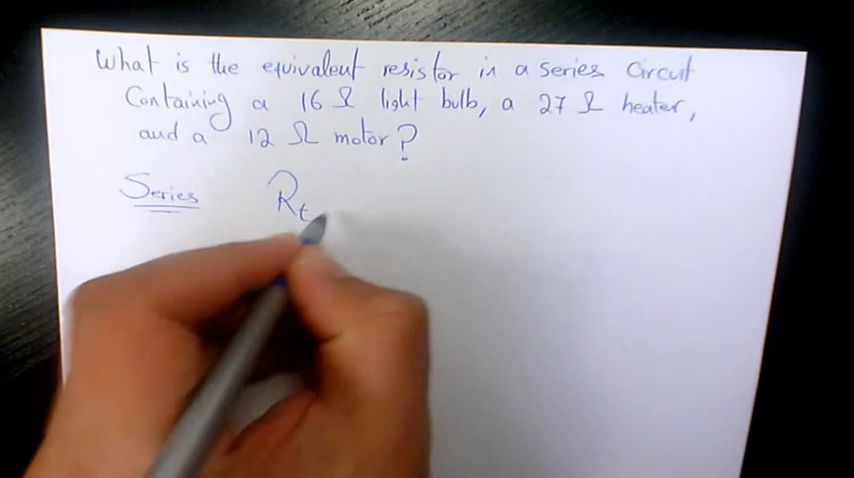 What is the equivalent resistor in a series Circuit
Containing a 16 Ω light bulb, a 27 Ω heater,
and a 12 Ω motor?
Series Rt